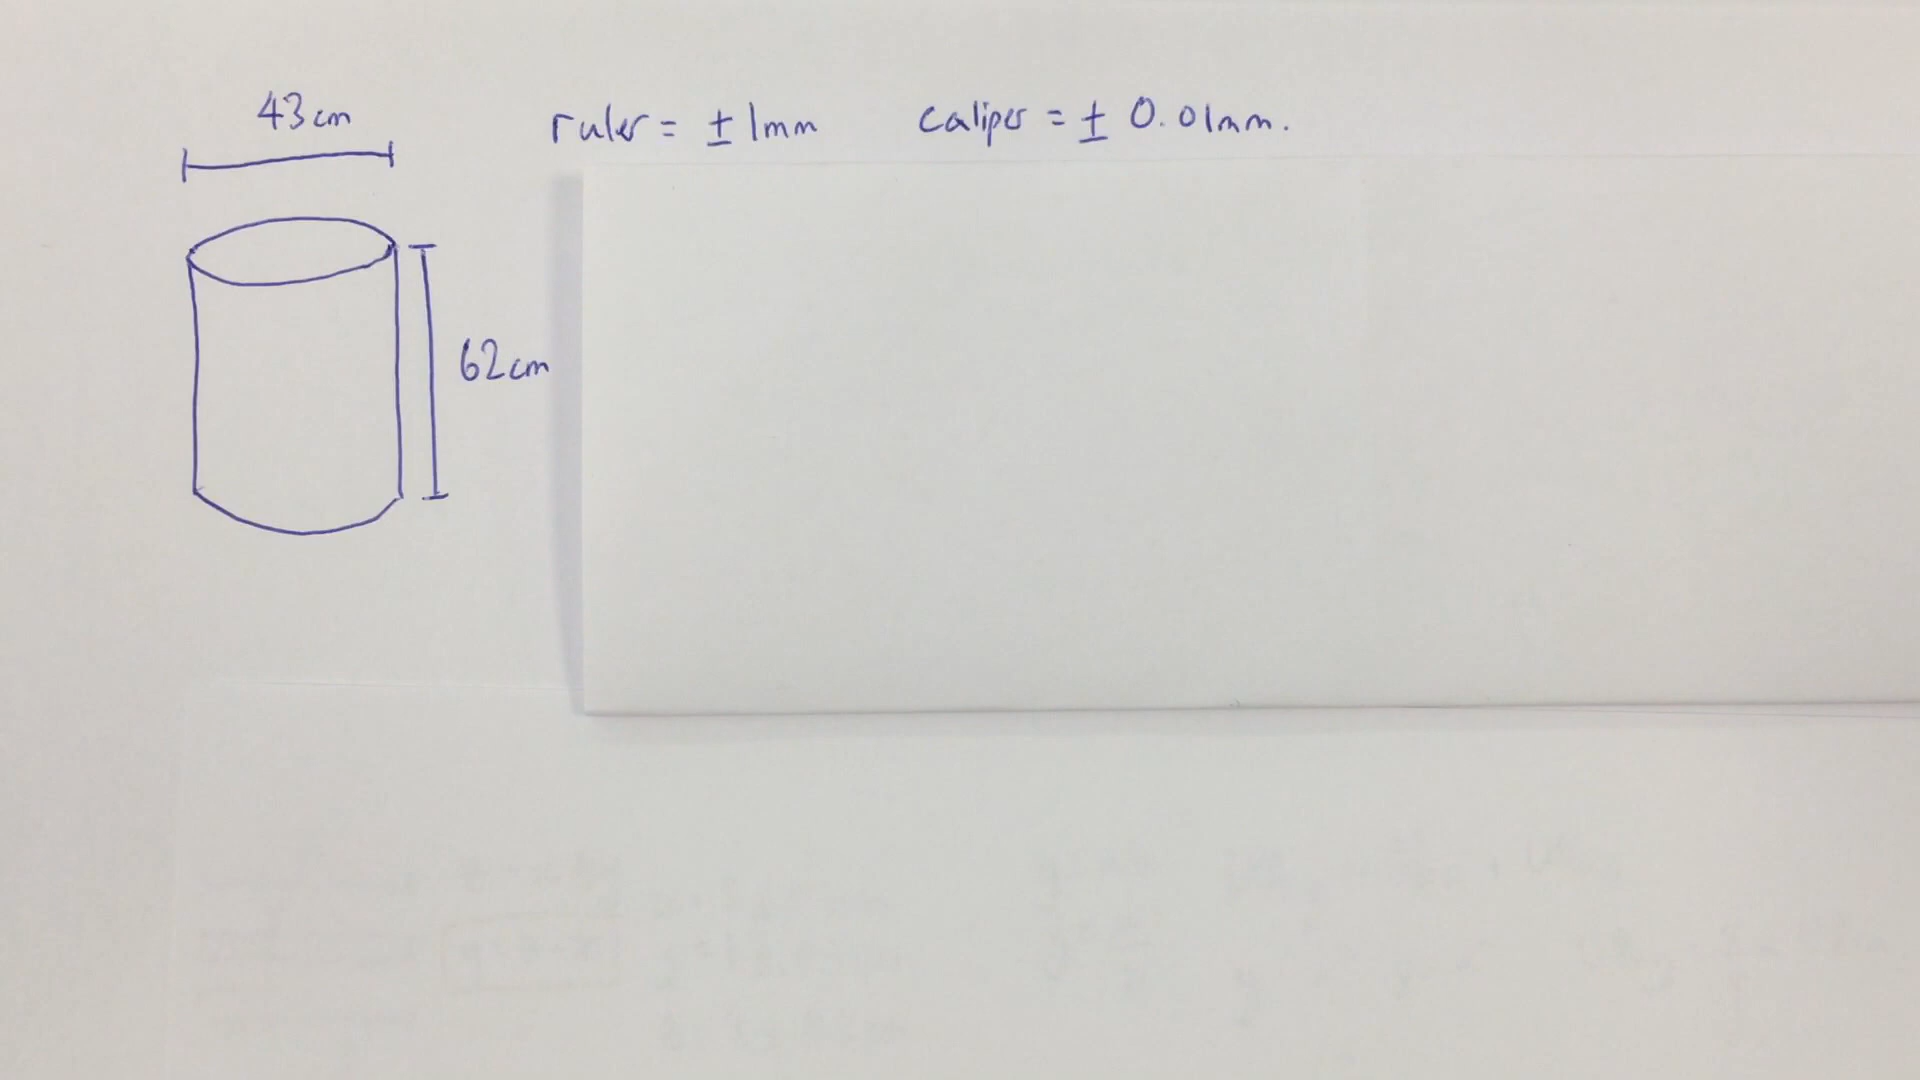 43cm
ruler = ± 1mm caliper = ± 0.01mm.
62cm